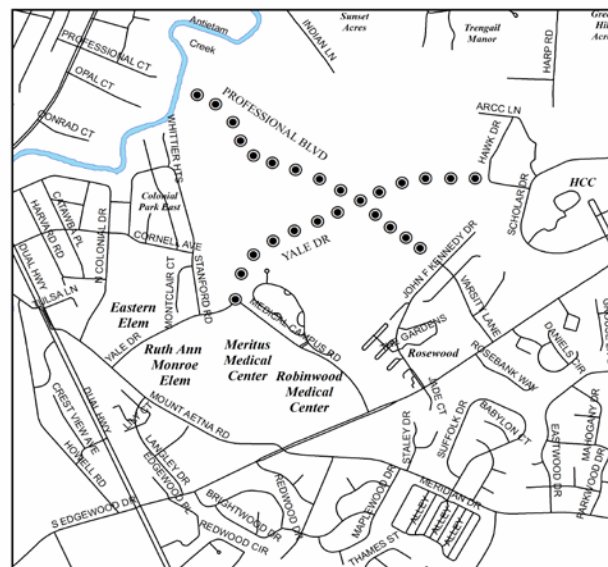 Antietam
Creek
Sunset
Acres
Trengail
Manor
Hill
Acres
INDIAN LN
HARP RD
PROFESSIONAL CT
OPAL CT
CONRAD CT
WHITTIER HTS
PROFESSIONAL BLVD
ARCC LN
HAWK DR
SCHOLAR DR
HCC
CATAWBA PL
HARVARD RD
DUAL HWY
TULSA LN
N COLONIAL DR
Colonial
Park East
CORNELL AVE
MONTCLAIR CT
STANFORD RD
YALE DR
JOHN F KENNEDY DR
VARSITY LANE
MEDICAL CAMPUS RD
Eastern
Elem
YALE DR
Ruth Ann
Monroe
Elem
Meritus
Medical
Center
Robinwood
Medical
Center
GARDENS
Rosewood
ROSEBANK WAY
DANIELS CIR
JADE CT
MOUNT AETNA RD
DUAL HWY
CREST VIEW AVE
HOWELL RD
LANGLEY DR
EDGEWOOD PL
S EDGEWOOD DR
BRIGHTWOOD DR
REDWOOD CIR
REDWOOD DR
MAPLEWOOD DR
THAMES ST
STALEY DR
SUFFOLK DR
BABYLON CT
MERIDIAN DR
ALLEY
ALLEY
ALLEY
EASTWOOD DR
MAHOGANY DR
PARKWOOD DR